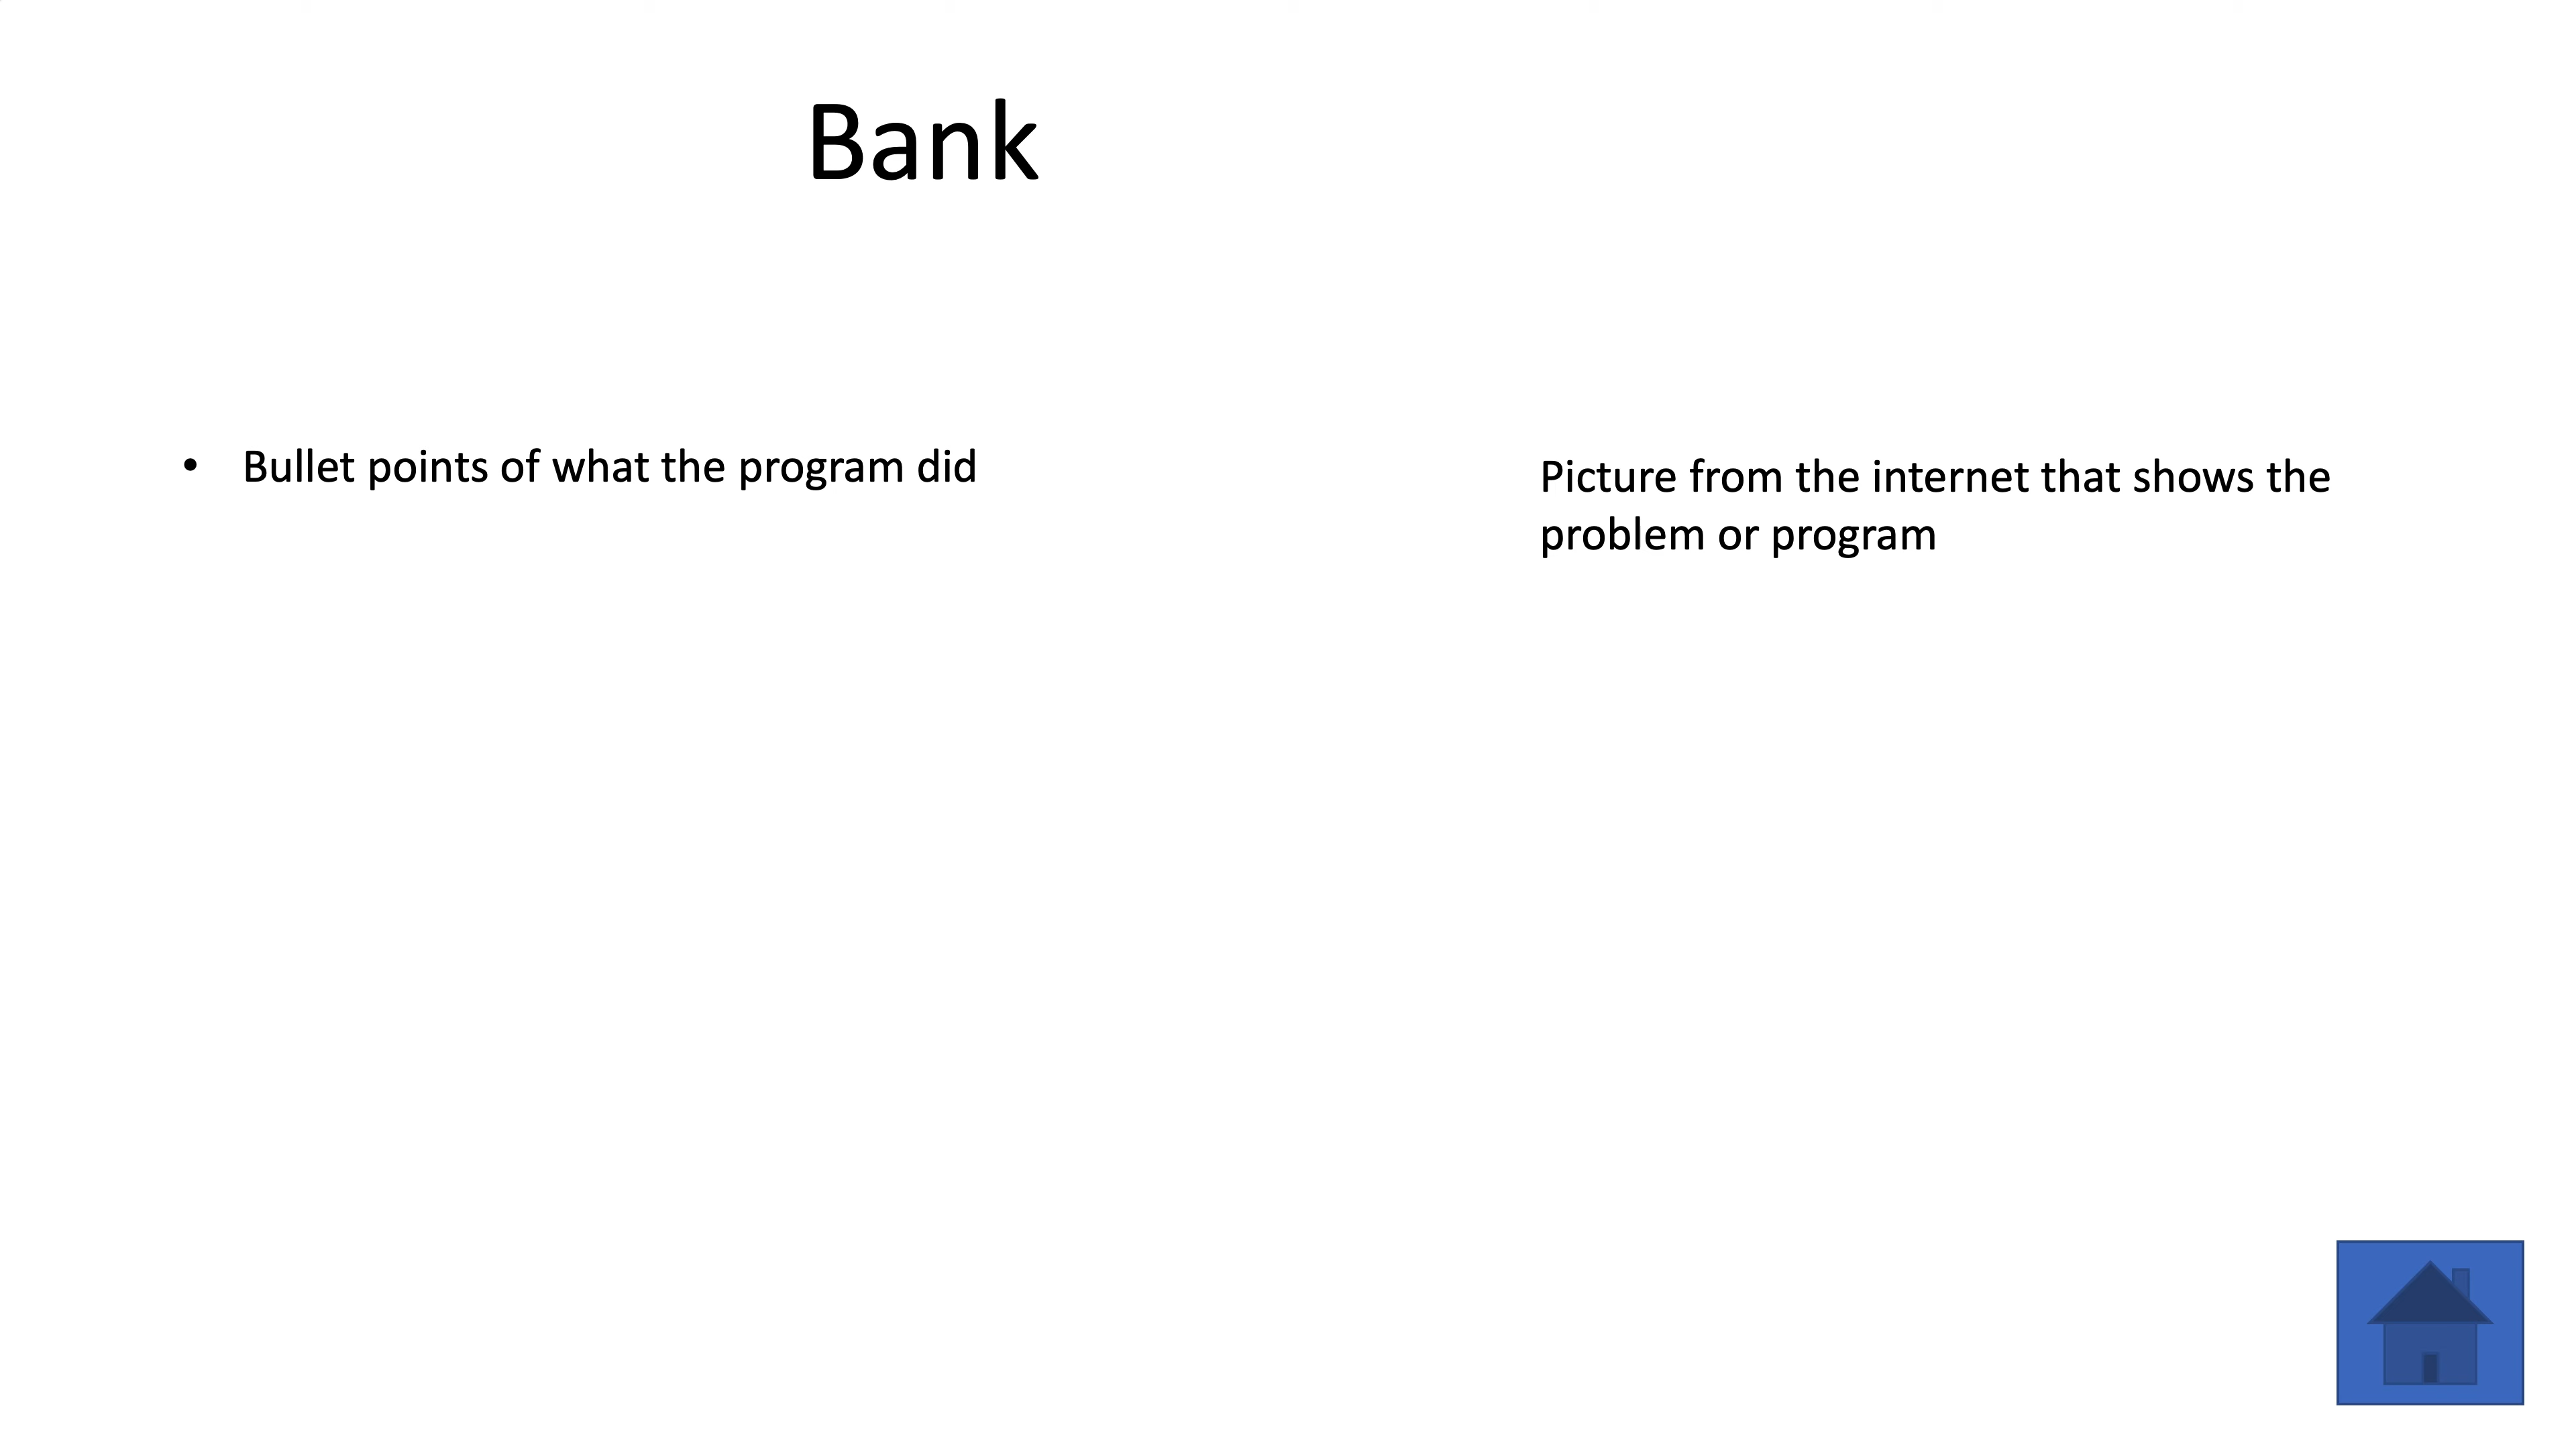 Bank
• Bullet points of what the program did
Picture from the internet that shows the
problem or program